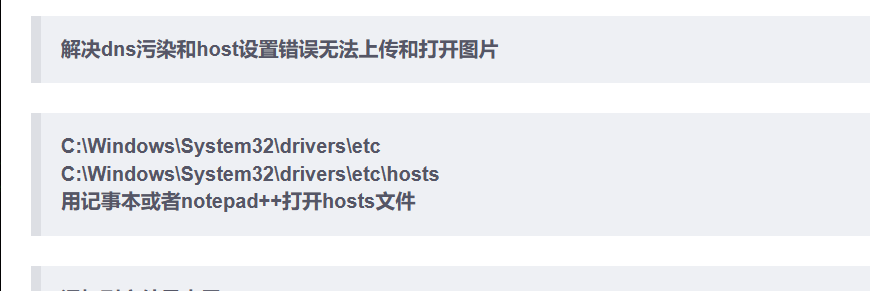 解决dns污染和host设置错误无法上传和打开图片
C:\Windows\System32\drivers\etc
C:\Windows\System32\drivers\etc\hosts
用记事本或者notepad++打开hosts文件